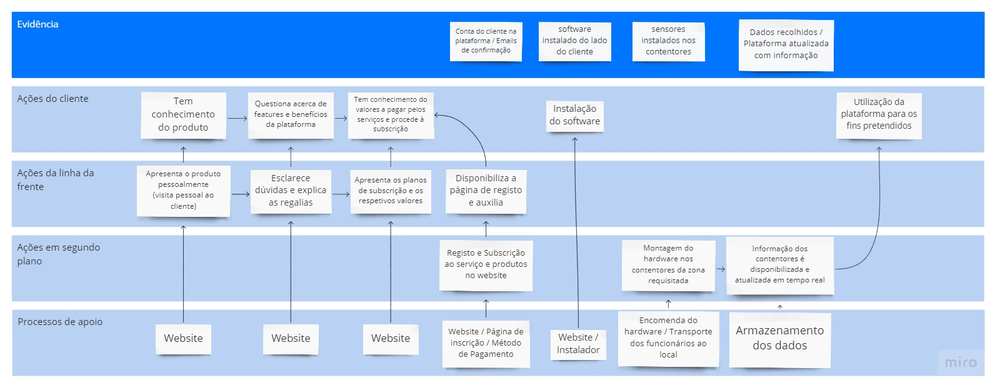 Evidência
Conta do cliente na
plataforma / Emails
de confirmação
software
instalado do lado
do cliente
sensores
instalados nos
contentores
Dados recolhidos /
Plataforma atualizada
com informação
Ações do cliente
Tem
conhecimento
do produto
Questiona acerca de
features e benefícios
da plataforma
Tem conhecimento do
valores a pagar pelos
serviços e procede à
subscrição
Instalação
do software
Utilização da
plataforma para os
fins pretendidos
Ações da linha da
frente
Apresenta o produto
pessoalmente
(visita pessoal ao
cliente)
Esclarece
dúvidas e explica
as regalias
Apresenta os planos
de subscrição e os
respetivos valores
Disponibiliza a
página de registo
e auxilia
Ações em segundo
plano
Registo e Subscrição
ao serviço e produtos
no website
Montagem do
hardware nos
contentores da zona
requisitada
Informação dos
contentores é
disponibilizada e
atualizada em tempo real
Processos de apoio
Website
Website
Website
Website / Página de
inscrição / Método
de Pagamento
Website /
Instalador
Encomenda do
hardware / Transporte
dos funcionários ao
local
Armazenamento
dos dados
miro